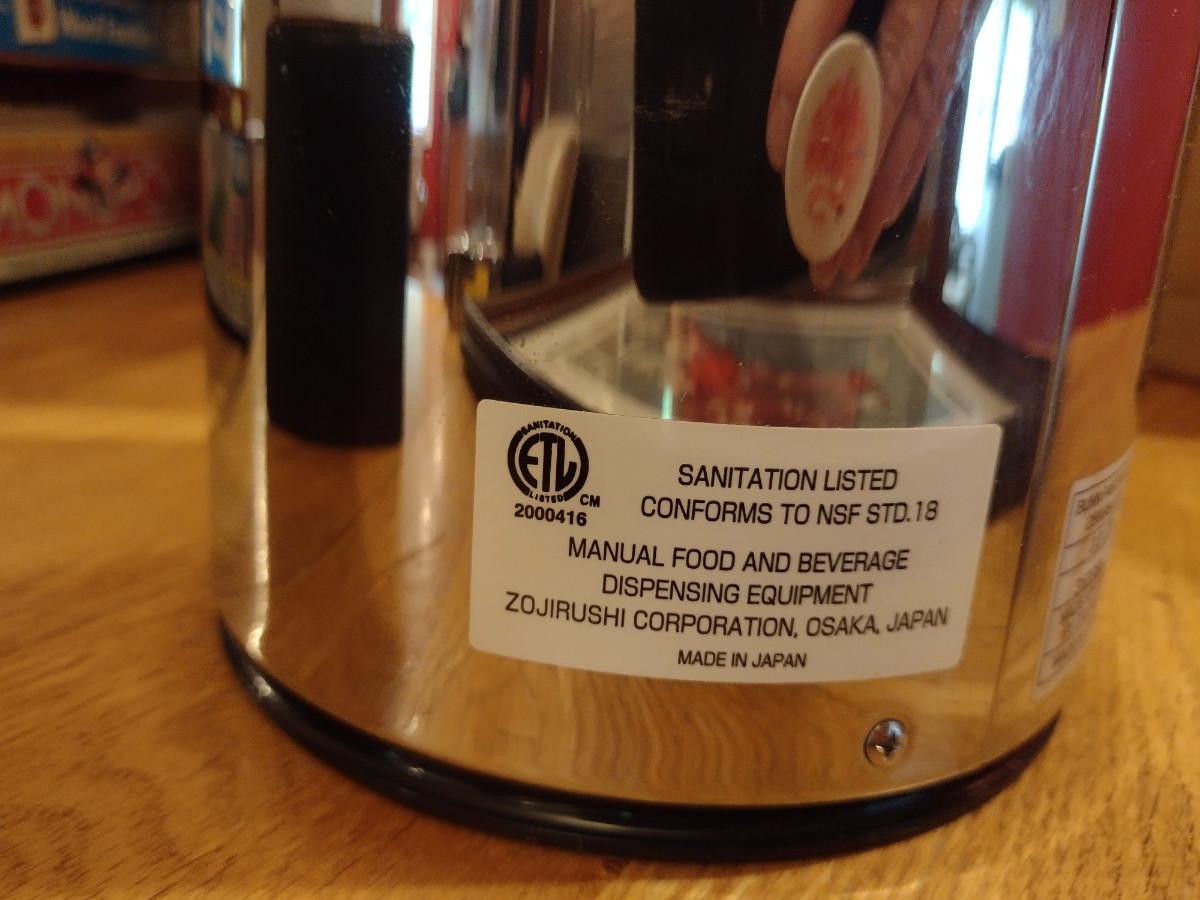 MONOPO
SANITATION
ETL
LISTED
CM
2000416
SANITATION LISTED
CONFORMS TO NSF STD.18
MANUAL FOOD AND BEVERAGE
DISPENSING EQUIPMENT
ZOJIRUSHI CORPORATION, OSAKA, JAPAN
MADE IN JAPAN